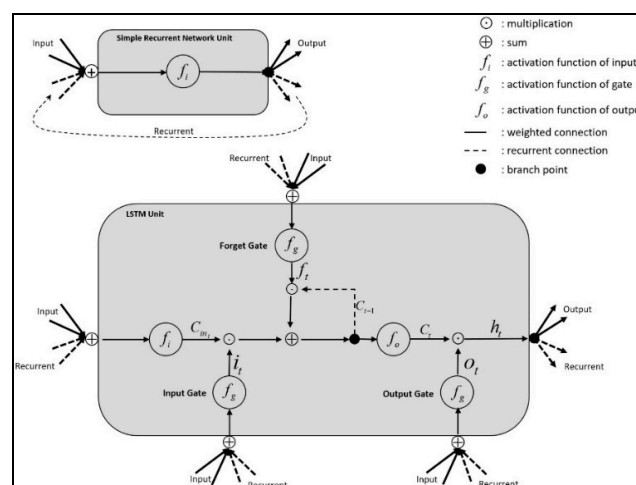 Simple Recurrent Network Unit
Input
Output
f_i
Recurrent
⊙ : multiplication
⊕ : sum
f_i : activation function of input
f_g : activation function of gate
f_o : activation function of output
: weighted connection
: recurrent connection
: branch point
Recurrent
Input
LSTM Unit
Forget Gate
f_g
f_t
C_{t-1}
Input
Output
f_i
C_{in_t}
f_o
C_t
h_t
Recurrent
Recurrent
i_t
o_t
Input Gate
f_g
Output Gate
f_g
Input
Recurrent
Input
Recurrent